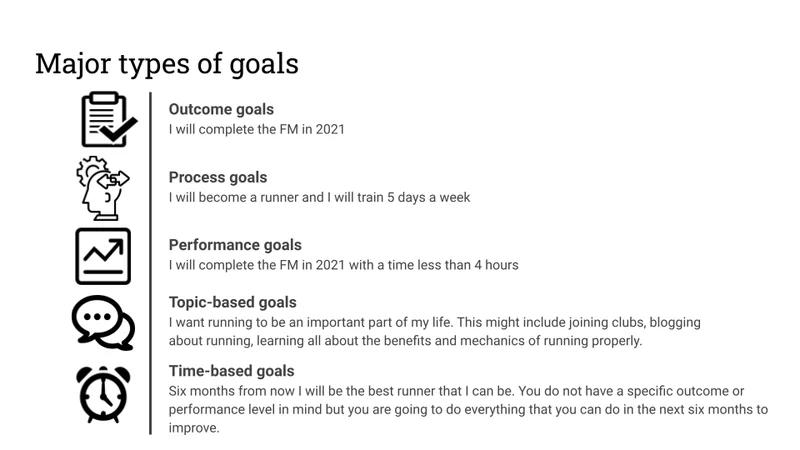 Major types of goals
Outcome goals
I will complete the FM in 2021
Process goals
I will become a runner and I will train 5 days a week
Performance goals
I will complete the FM in 2021 with a time less than 4 hours
Topic-based goals
I want running to be an important part of my life. This might include joining clubs, blogging
about running, learning all about the benefits and mechanics of running properly.
Time-based goals
Six months from now I will be the best runner that I can be. You do not have a specific outcome or
performance level in mind but you are going to do everything that you can do in the next six months to
improve.